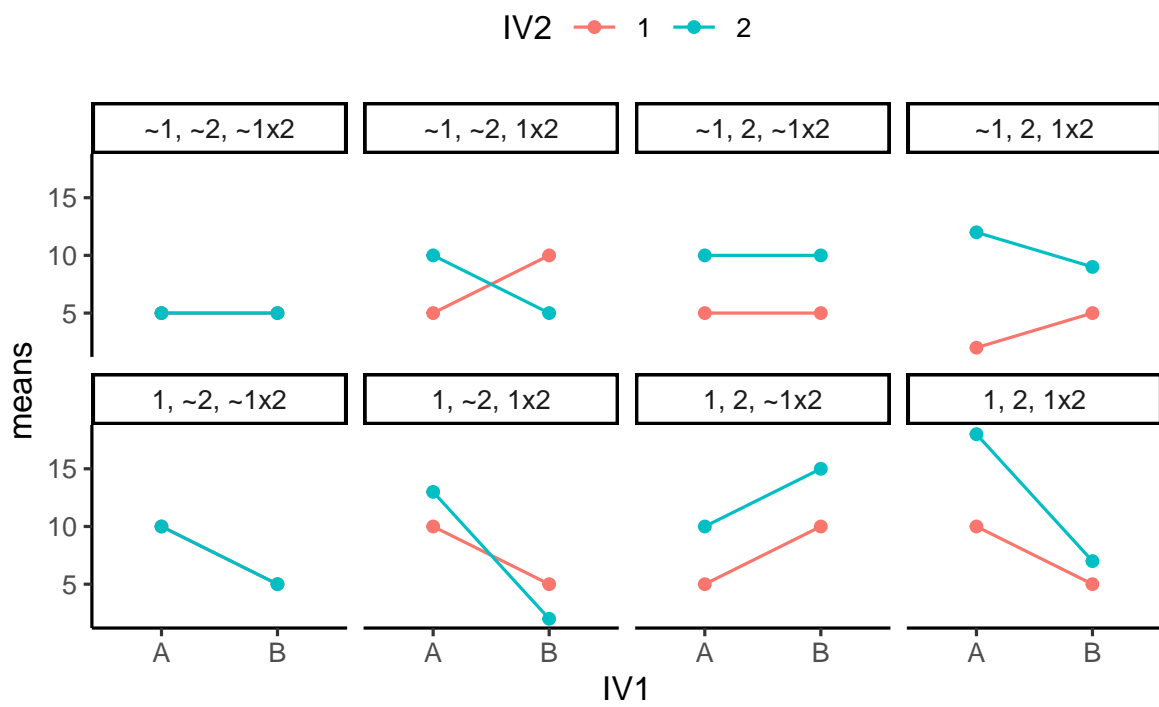 IV2 1 2
~1, ~2, ~1x2
~1, ~2, 1x2
~1, 2, ~1x2
~1, 2, 1x2
15
10
5
means
1, ~2, ~1x2
1, ~2, 1x2
1, 2, ~1x2
1, 2, 1x2
15
10
5
A B A B A B A B
IV1